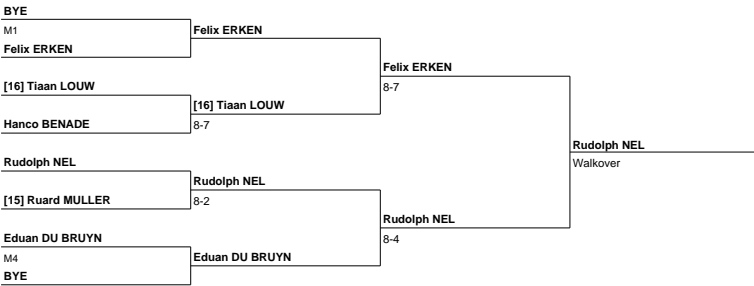 BYE
M1
Felix ERKEN
Felix ERKEN
[16] Tiaan LOUW
Hanco BENADE
[16] Tiaan LOUW
8-7
Felix ERKEN
8-7
Rudolph NEL
[15] Ruard MULLER
Rudolph NEL
8-2
Eduan DU BRUYN
M4
BYE
Eduan DU BRUYN
Rudolph NEL
8-4
Rudolph NEL
Walkover